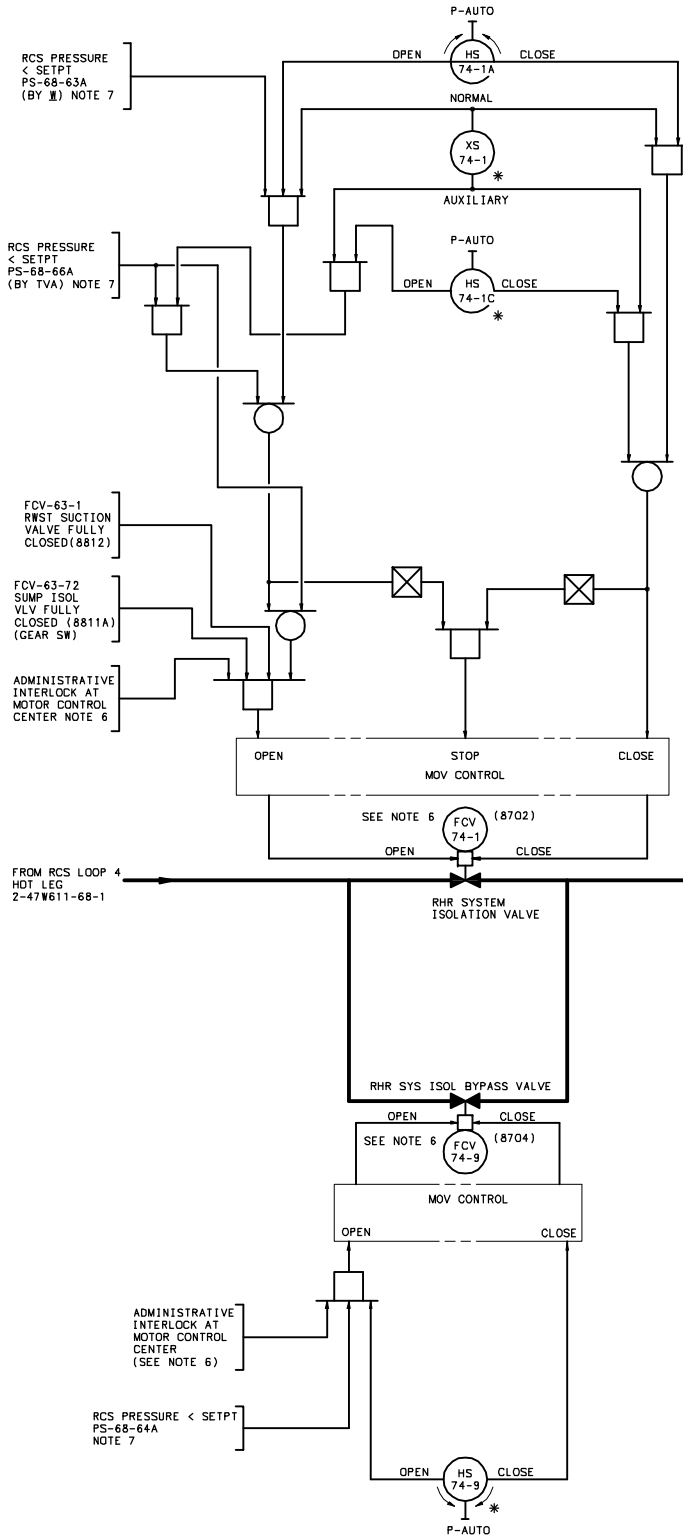 P-AUTO
RCS PRESSURE
< SETPT
PS-68-63A
(BY W) NOTE 7
OPEN
HS
74-1A
CLOSE
NORMAL
XS
74-1
*
AUXILIARY
RCS PRESSURE
< SETPT
PS-68-66A
(BY TVA) NOTE 7
P-AUTO
OPEN
HS
74-1C
CLOSE
*
FCV-63-1
RWST SUCTION
VALVE FULLY
CLOSED(8812)
FCV-63-72
SUMP ISOL
VLV FULLY
CLOSED (8811A)
(GEAR SW)
ADMINISTRATIVE
INTERLOCK AT
MOTOR CONTROL
CENTER NOTE 6
OPEN STOP CLOSE
MOV CONTROL
SEE NOTE 6
FCV
74-1
(8702)
OPEN CLOSE
FROM RCS LOOP 4
HOT LEG
2-47W611-68-1
RHR SYSTEM
ISOLATION VALVE
RHR SYS ISOL BYPASS VALVE
OPEN CLOSE
SEE NOTE 6
FCV
74-9
(8704)
MOV CONTROL
OPEN CLOSE
ADMINISTRATIVE
INTERLOCK AT
MOTOR CONTROL
CENTER
(SEE NOTE 6)
RCS PRESSURE < SETPT
PS-68-64A
NOTE 7
OPEN
HS
74-9
CLOSE
*
P-AUTO